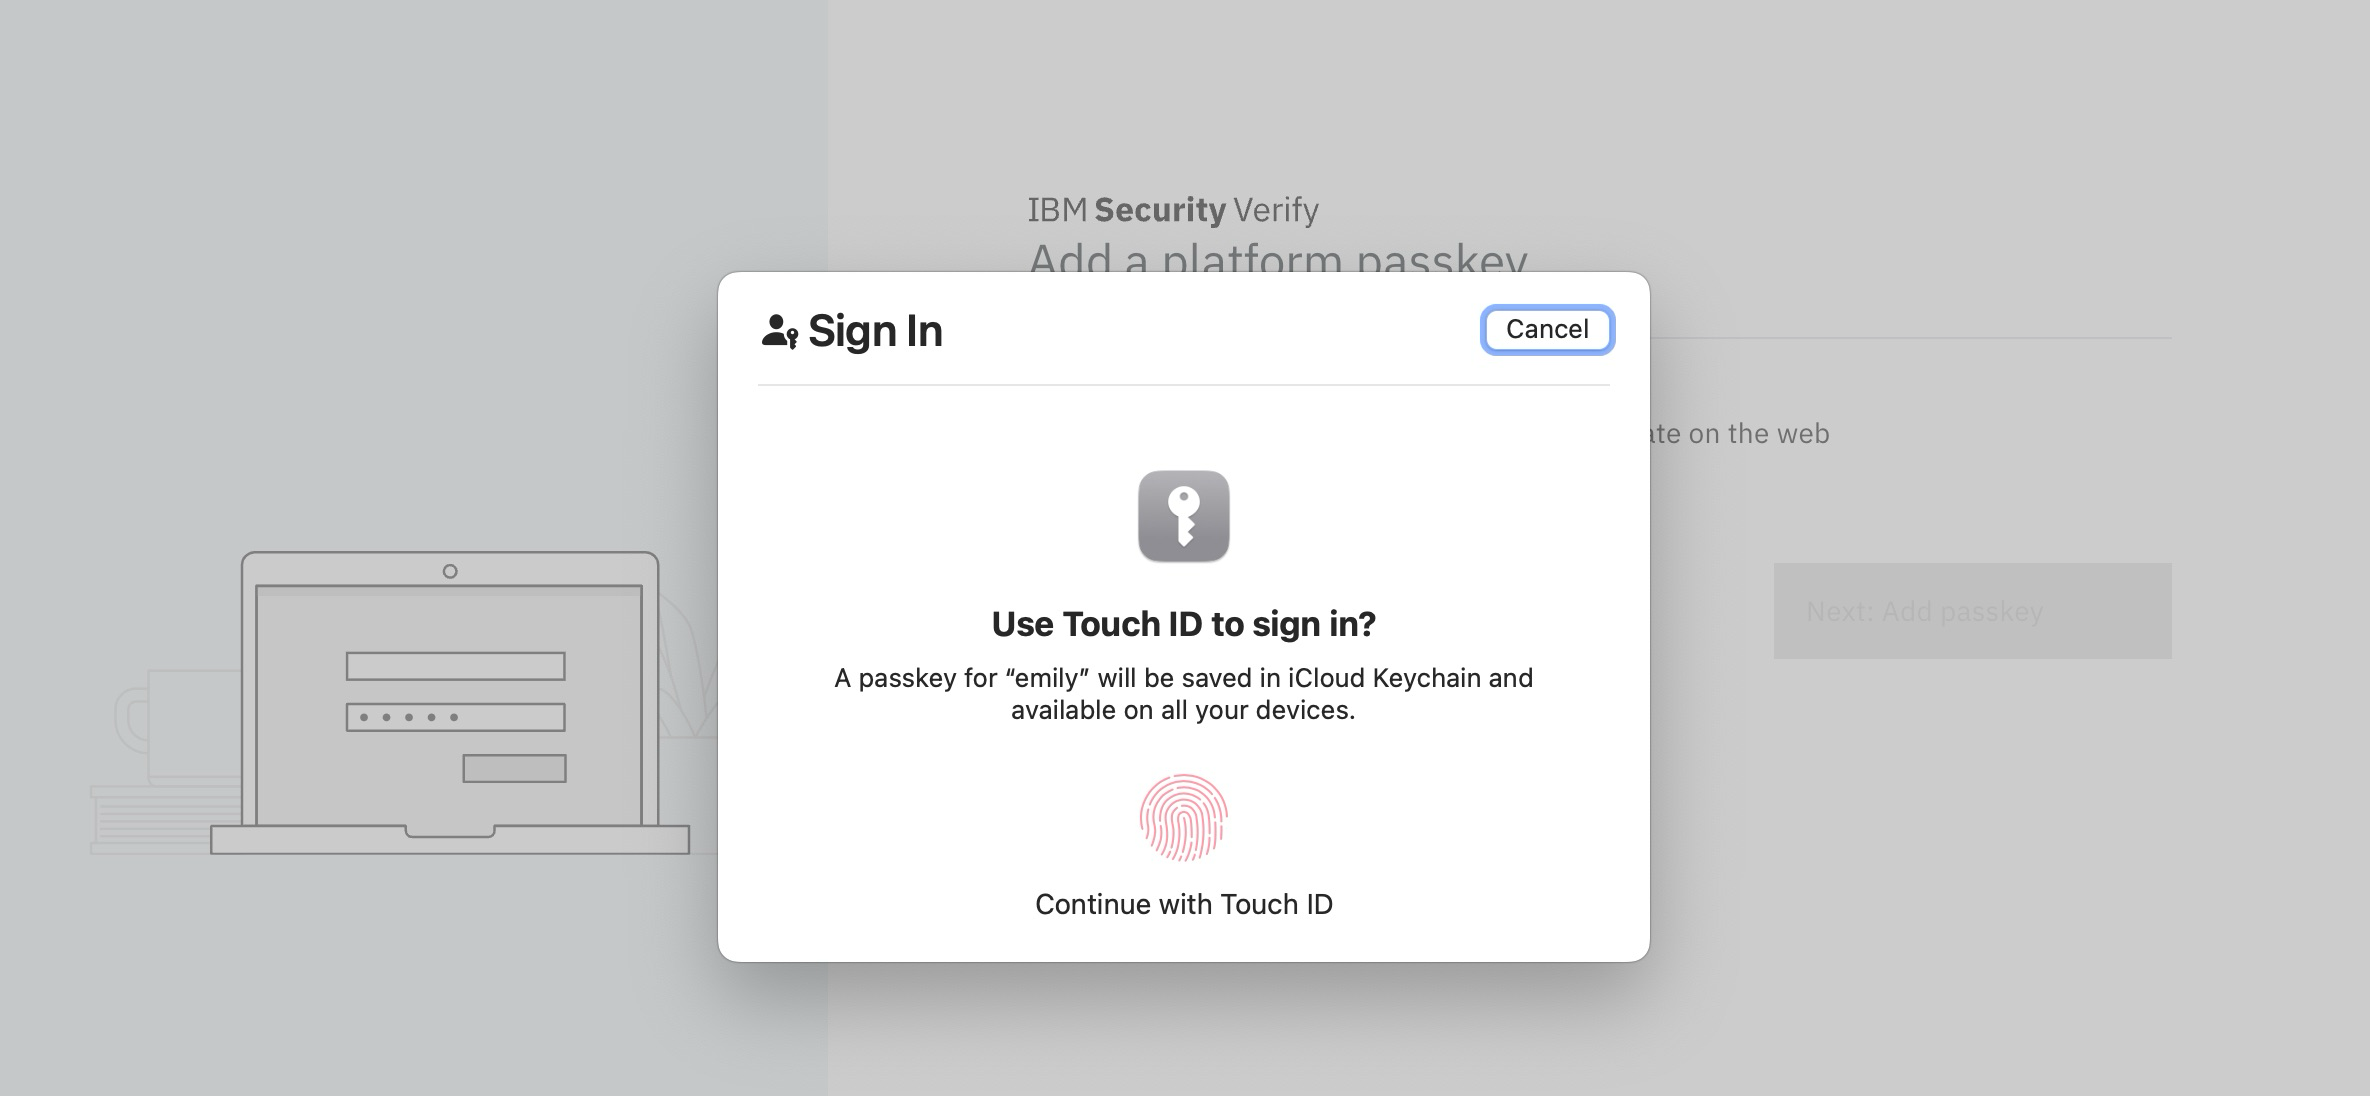 IBM Security Verify
Add a platform passkey
Sign In
Cancel
on the web
Use Touch ID to sign in?
A passkey for “emily” will be saved in iCloud Keychain and
available on all your devices.
Next: Add passkey
Continue with Touch ID